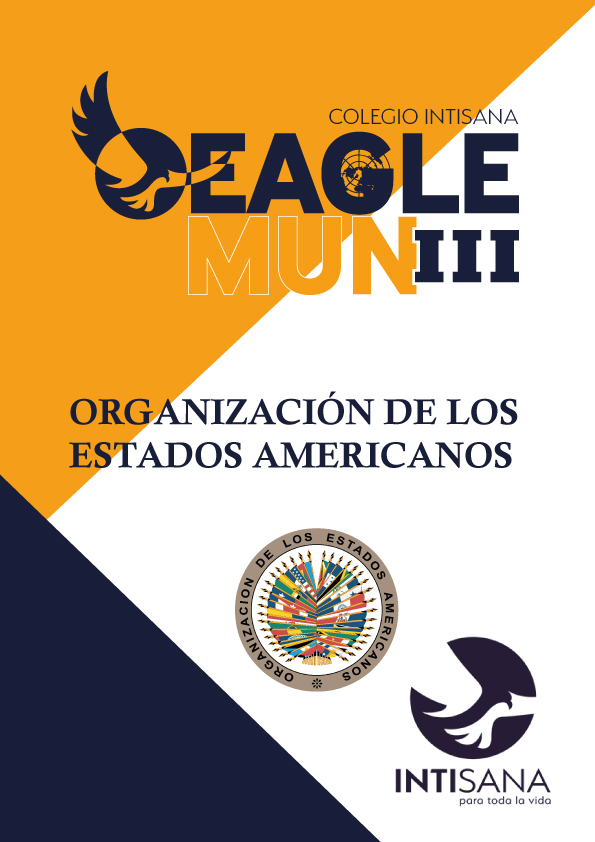 COLEGIO INTISANA
EAGLE
MUN III
ORGANIZACIÓN DE LOS
ESTADOS AMERICANOS
ORGANIZACION DE LOS ESTADOS AMERICANOS
INTISANA
para toda la vida